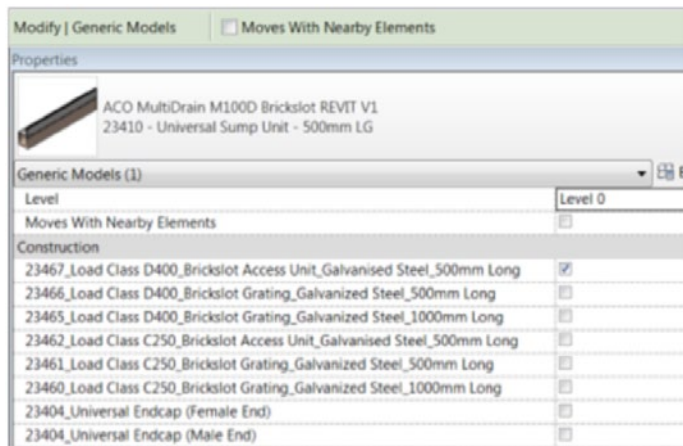 Modify | Generic Models Moves With Nearby Elements
Properties
ACO MultiDrain M100D Brickslot REVIT V1
23410 - Universal Sump Unit - 500mm LG
Generic Models (1)
Level Level 0
Moves With Nearby Elements
Construction
23467_Load Class D400_Brickslot Access Unit_Galvanised Steel_500mm Long
23466_Load Class D400_Brickslot Grating_Galvanized Steel_500mm Long
23465_Load Class D400_Brickslot Grating_Galvanized Steel_1000mm Long
23462_Load Class C250_Brickslot Access Unit_Galvanised Steel_500mm Long
23461_Load Class C250_Brickslot Grating_Galvanized Steel_500mm Long
23460_Load Class C250_Brickslot Grating_Galvanized Steel_1000mm Long
23404_Universal Endcap (Female End)
23404_Universal Endcap (Male End)